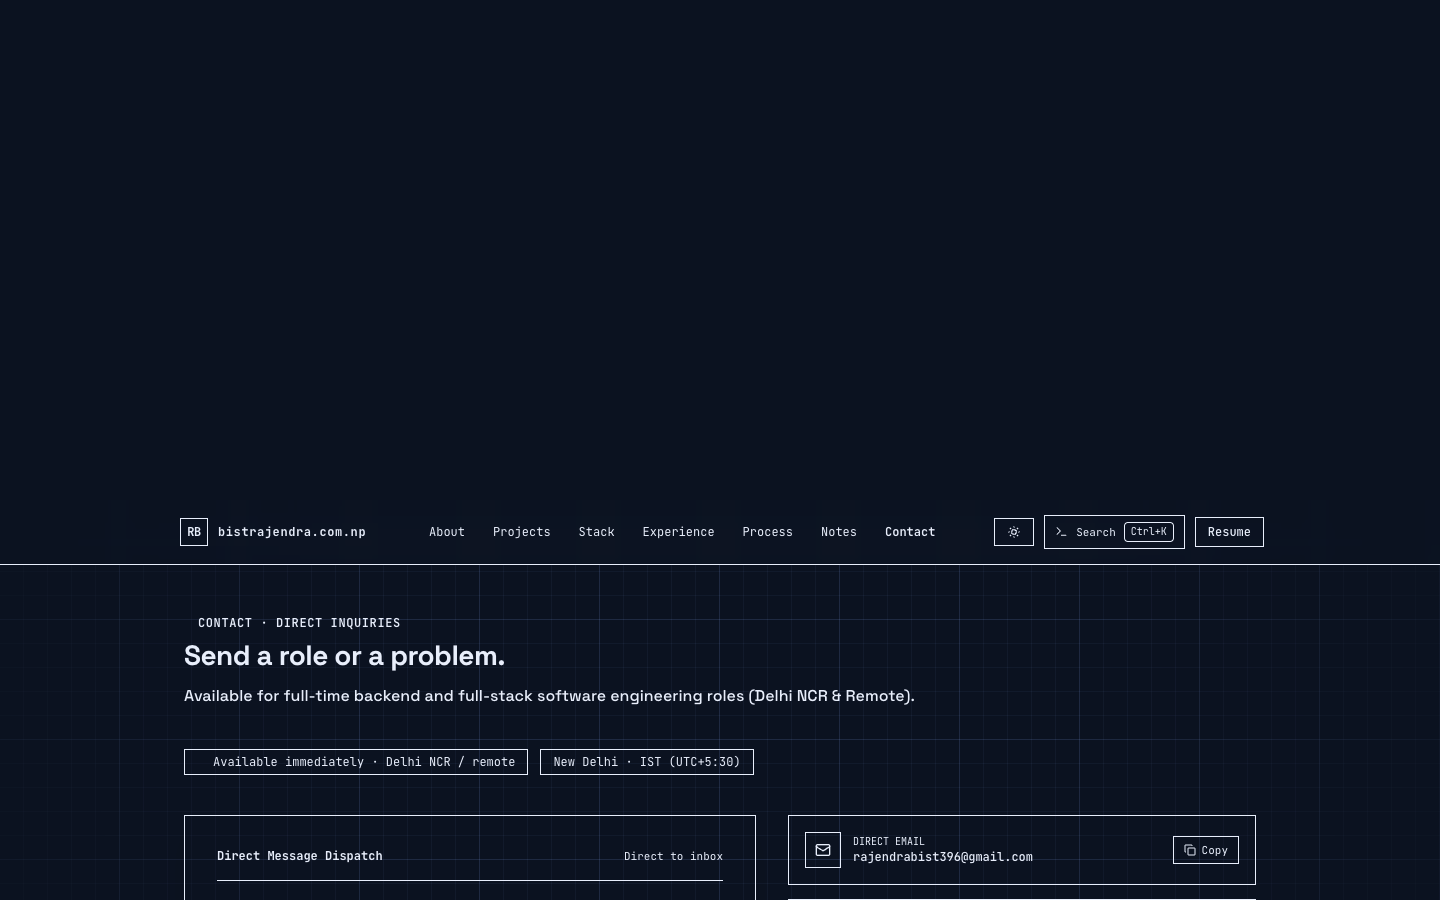 RB bistrajendra.com.np About Projects Stack Experience Process Notes Contact Search Ctrl+K Resume
CONTACT · DIRECT INQUIRIES
Send a role or a problem.
Available for full-time backend and full-stack software engineering roles (Delhi NCR & Remote).
Available immediately · Delhi NCR / remote
New Delhi · IST (UTC+5:30)
Direct Message Dispatch
Direct to inbox
DIRECT EMAIL
rajendrabist396@gmail.com
Copy